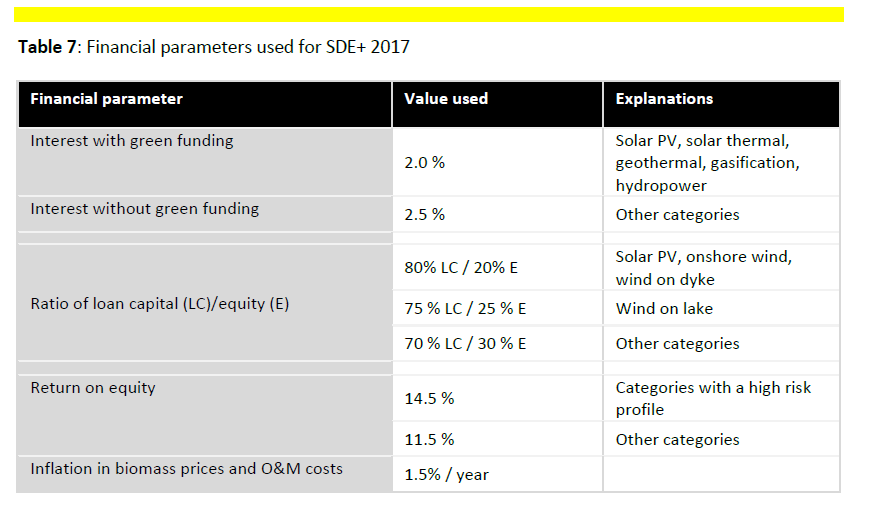 Table 7: Financial parameters used for SDE+ 2017
Financial parameter
Value used
Explanations
Interest with green funding
2.0 %
Solar PV, solar thermal,
geothermal, gasification,
hydropower
Interest without green funding
2.5 %
Other categories
Ratio of loan capital (LC)/equity (E)
80% LC / 20% E
Solar PV, onshore wind,
wind on dyke
75 % LC / 25 % E
Wind on lake
70 % LC / 30 % E
Other categories
Return on equity
14.5 %
Categories with a high risk
profile
11.5 %
Other categories
Inflation in biomass prices and O&M costs
1.5% / year